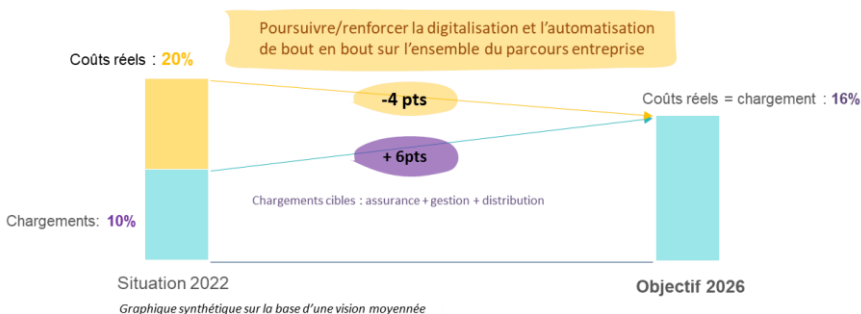 Poursuivre/renforcer la digitalisation et l'automatisation
de bout en bout sur l'ensemble du parcours entreprise
Coûts réels : 20%
-4 pts
Coûts réels = chargement : 16%
+ 6pts
Chargements cibles : assurance + gestion + distribution
Chargements: 10%
Situation 2022
Objectif 2026
Graphique synthétique sur la base d'une vision moyennée